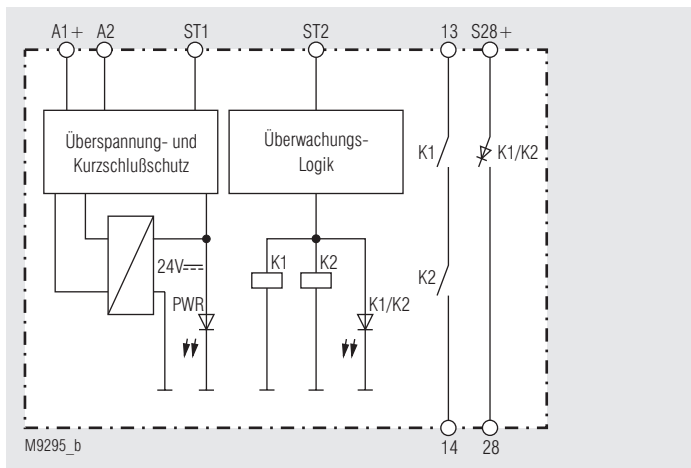 A1+ A2 ST1 ST2 13 S28+
Überspannung- und
Kurzschlußschutz
Überwachungs-
Logik
K1
K1/K2
24V
K1
K2
K2
PWR
K1/K2
M9295_b
14 28